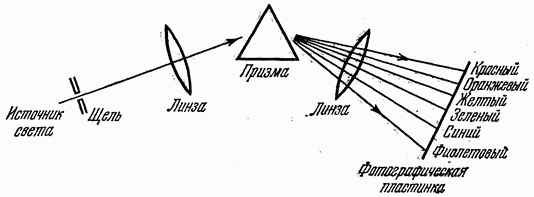 Источник
света
Щель
Линза
Призма
Линза
Красный
Оранжевый
Желтый
Зеленый
Синий
Фиолетовый
Фотографическая
пластинка